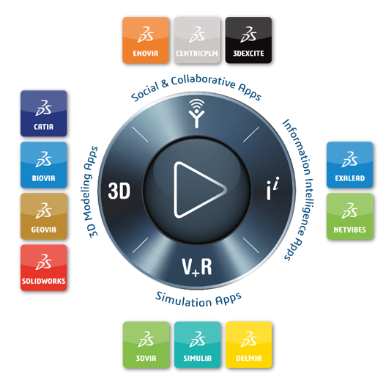 ENOVIA
CENTRICPLM
3DEXCITE
Social & Collaborative Apps
CATIA
BIOVIA
GEOVIA
SOLIDWORKS
3D Modeling Apps
3D
i i
V+R
Information Intelligence Apps
EXALEAD
NETVIBES
Simulation Apps
3DVIA
SIMULIA
DELMIA